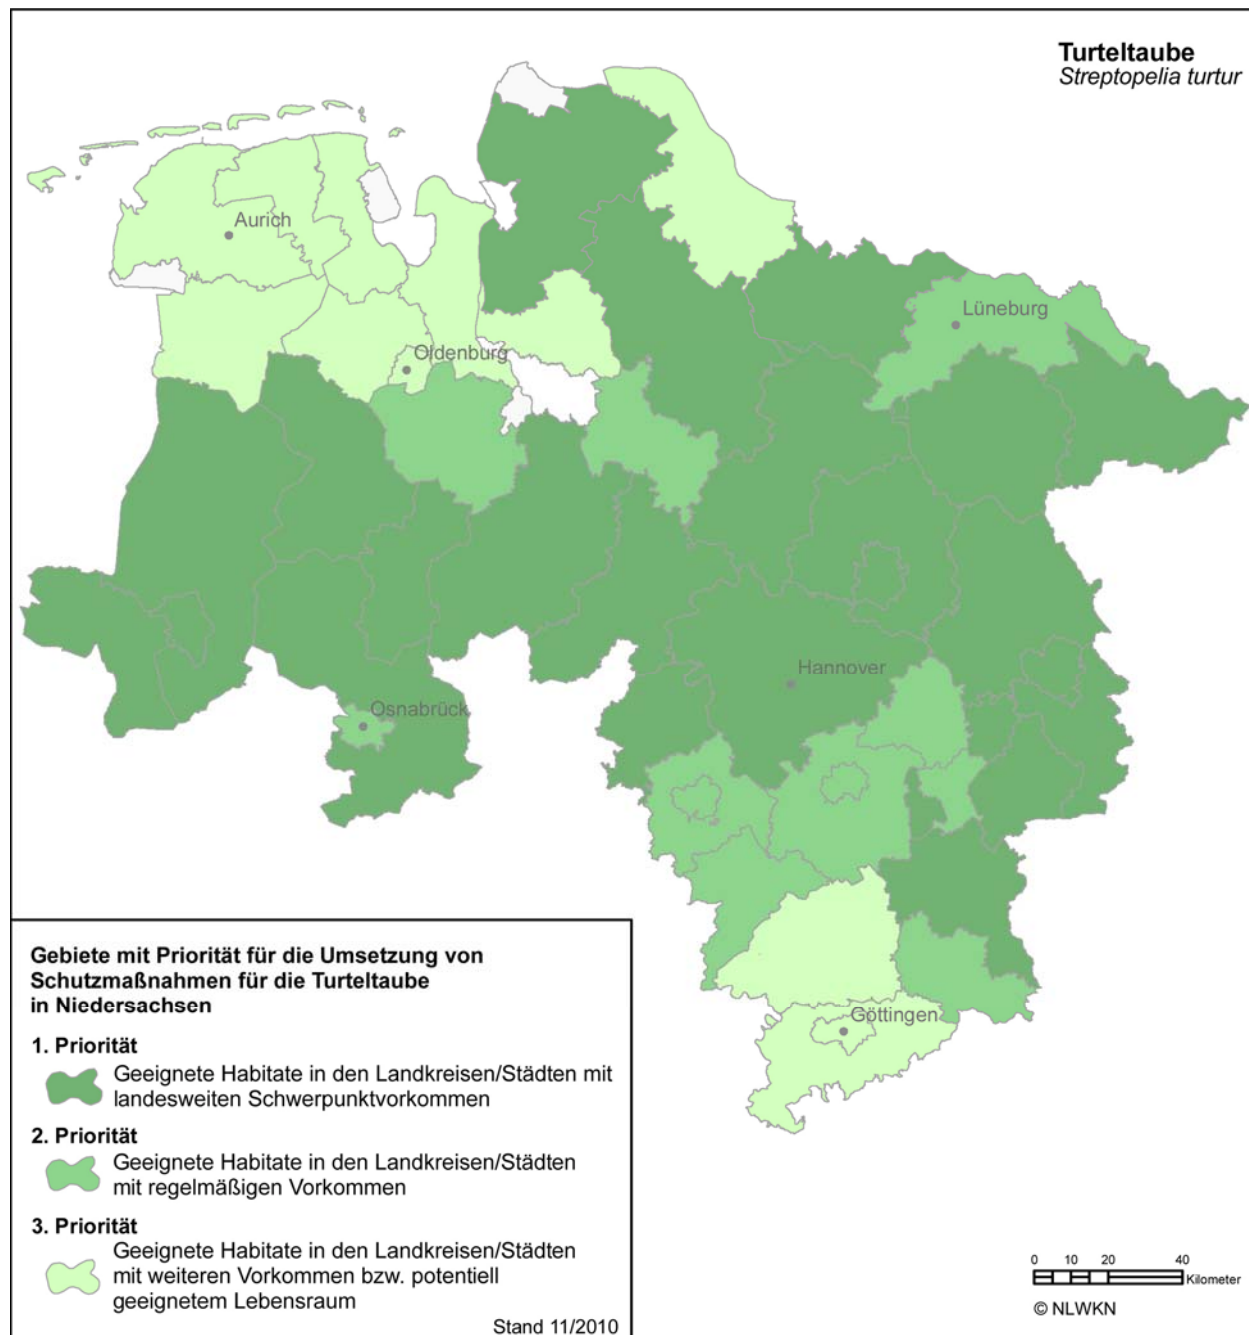 Turteltaube
Streptopelia turtur
Aurich
Lüneburg
Oldenburg
Hannover
Osnabrück
Göttingen
Gebiete mit Priorität für die Umsetzung von
Schutzmaßnahmen für die Turteltaube
in Niedersachsen
1. Priorität
Geeignete Habitate in den Landkreisen/Städten mit
landesweiten Schwerpunktvorkommen
2. Priorität
Geeignete Habitate in den Landkreisen/Städten
mit regelmäßigen Vorkommen
3. Priorität
Geeignete Habitate in den Landkreisen/Städten
mit weiteren Vorkommen bzw. potentiell
geeignetem Lebensraum
Stand 11/2010
0 10 20 40
Kilometer
© NLWKN